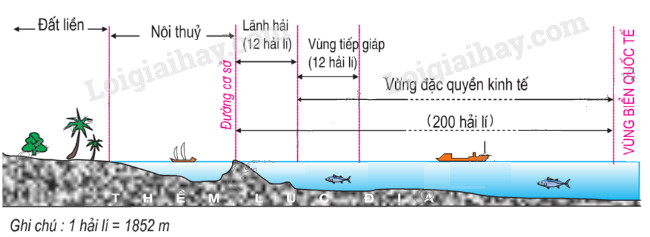 Đất liền
Nội thuỷ
Lãnh hải
(12 hải lí)
Vùng tiếp giáp
(12 hải lí)
Vừng đặc quyền kinh tế
(200 hải lí)
Đường cơ sở
VÙNG BIỂN QUỐC TẾ
THỀM LỤC ĐỊA
Ghi chú : 1 hải lí = 1852 m
Loigiaihay.com
Loigiaihay.com